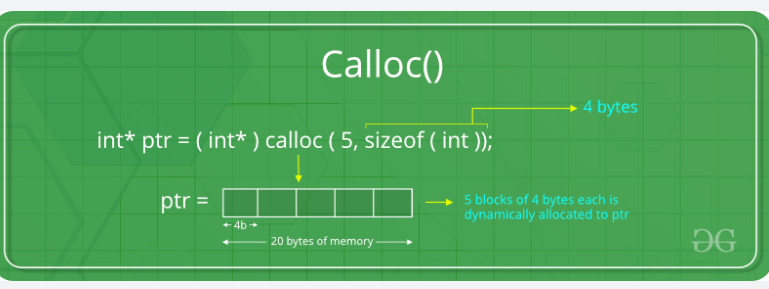 Calloc()
4 bytes
int* ptr = ( int* ) calloc ( 5, sizeof ( int ));
ptr =
5 blocks of 4 bytes each is
dynamically allocated to ptr
4b
20 bytes of memory